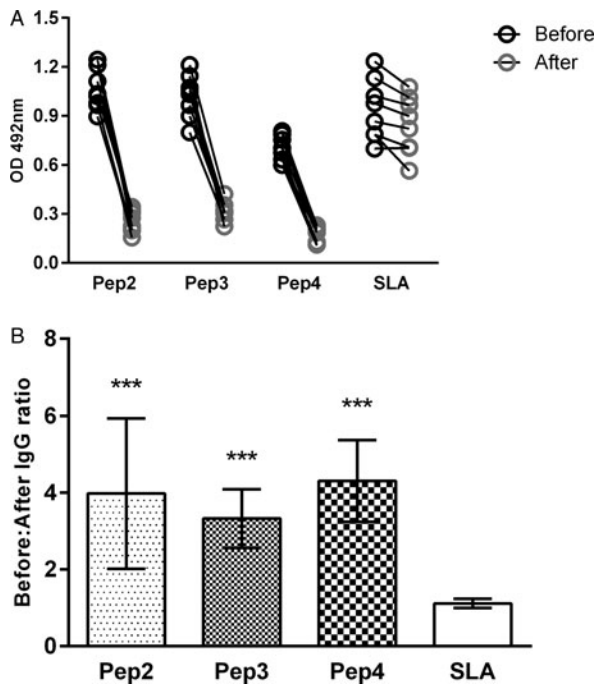 A
1.5
1.2
0.9
0.6
0.3
0.0
OD 492nm
Pep2 Pep3 Pep4 SLA
Before
After
B
8
6
4
2
0
Before:After IgG ratio
*** *** ***
Pep2 Pep3 Pep4 SLA